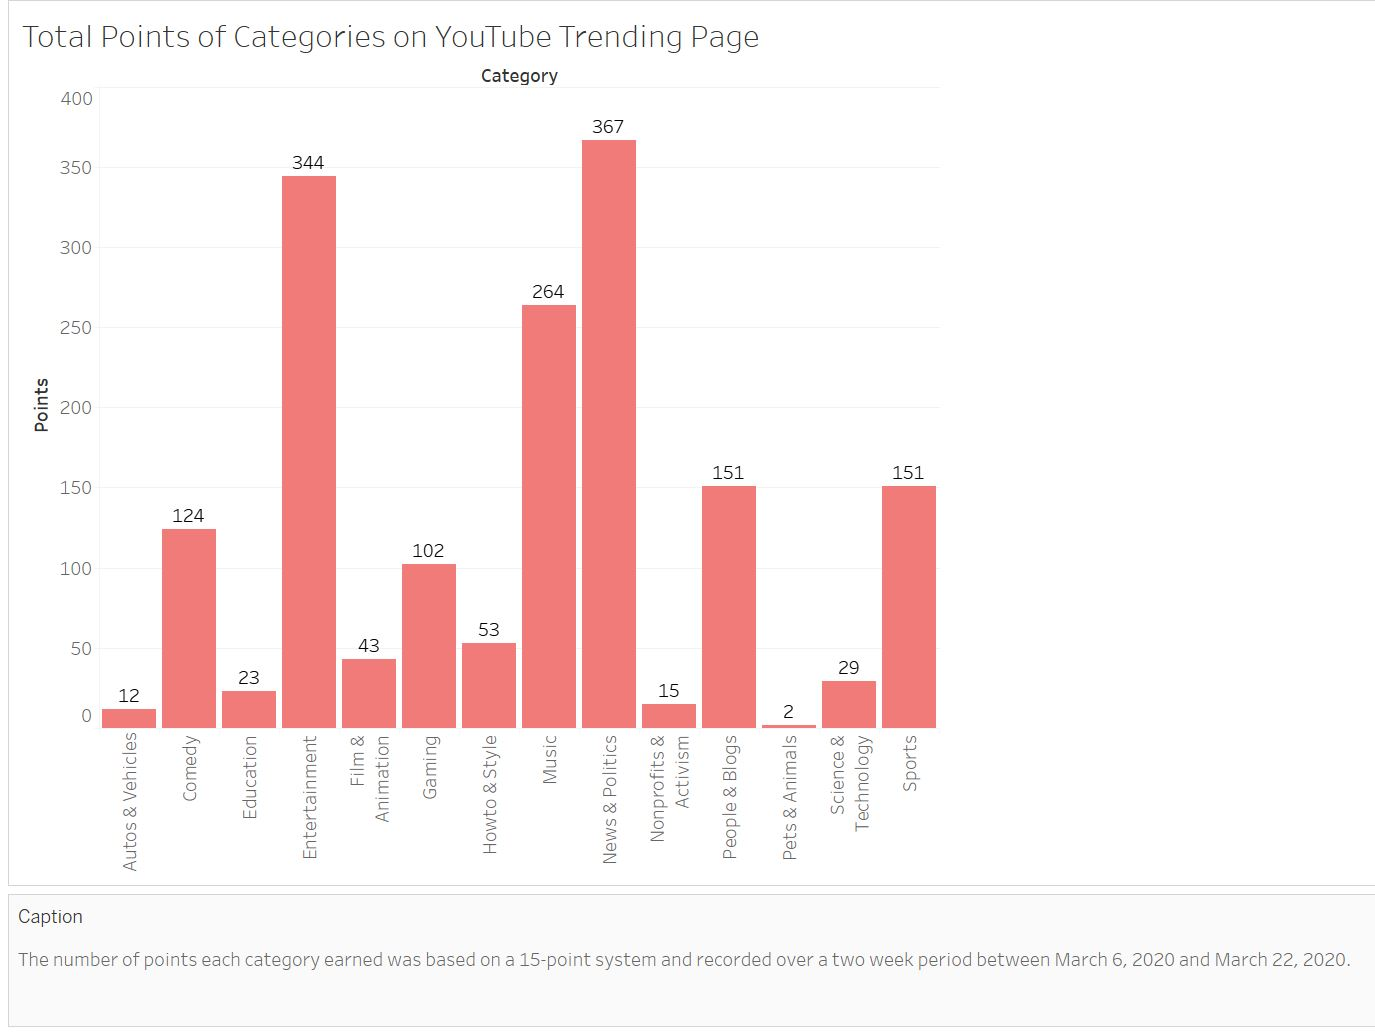 Total Points of Categories on YouTube Trending Page
Category
400
350
300
250
200
150
100
50
0
Points
12
124
23
344
43
102
53
264
367
15
151
2
29
151
Autos & Vehicles
Comedy
Education
Entertainment
Film &
Animation
Gaming
Howto & Style
Music
News & Politics
Nonprofits &
Activism
People & Blogs
Pets & Animals
Science &
Technology
Sports
Caption
The number of points each category earned was based on a 15-point system and recorded over a two week period between March 6, 2020 and March 22, 2020.